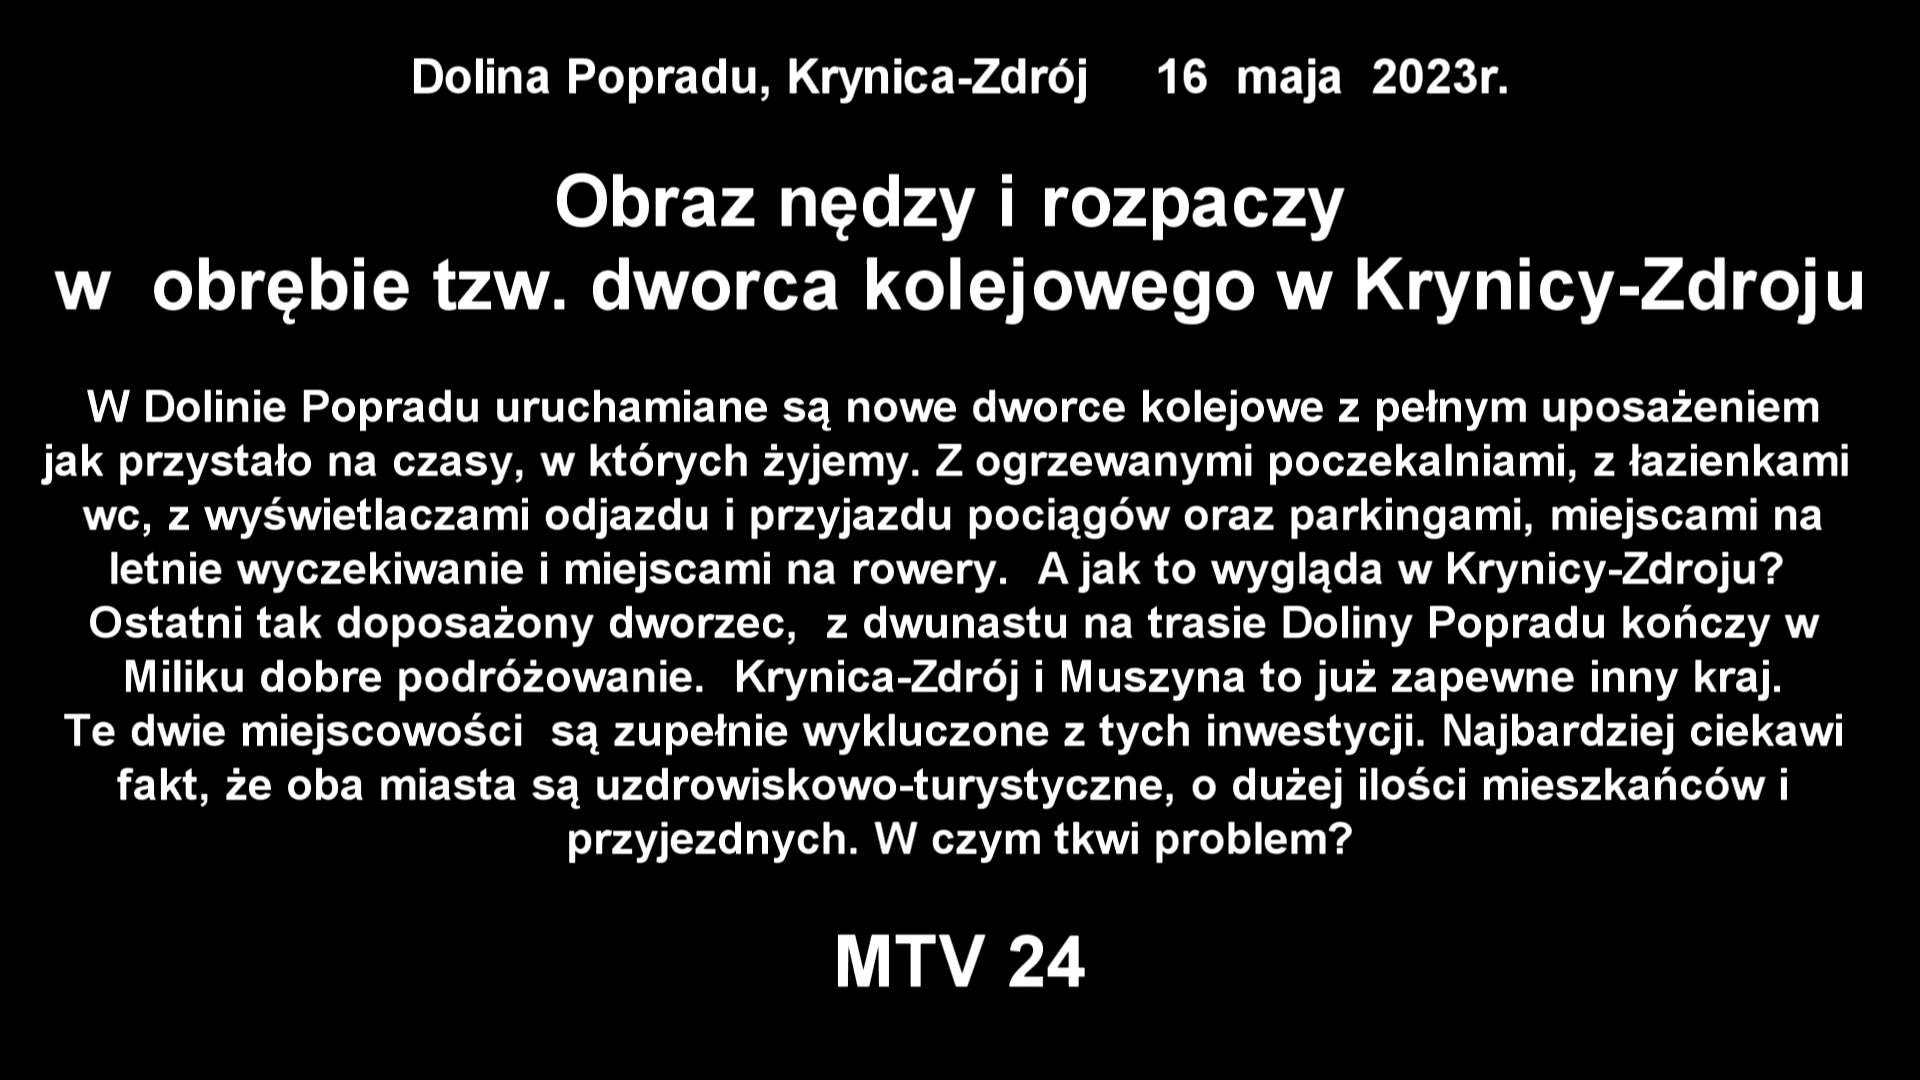 Dolina Popradu, Krynica-Zdrój 16 maja 2023r.
Obraz nędzy i rozpaczy
w obrębie tzw. dworca kolejowego w Krynicy-Zdroju
W Dolinie Popradu uruchamiane są nowe dworce kolejowe z pełnym uposażeniem
jak przystało na czasy, w których żyjemy. Z ogrzewanymi poczekalniami, z łazienkami
wc, z wyświetlaczami odjazdu i przyjazdu pociągów oraz parkingami, miejscami na
letnie wyczekiwanie i miejscami na rowery. A jak to wygląda w Krynicy-Zdroju?
Ostatni tak doposażony dworzec, z dwunastu na trasie Doliny Popradu kończy w
Miliku dobre podróżowanie. Krynica-Zdrój i Muszyna to już zapewne inny kraj.
Te dwie miejscowości są zupełnie wykluczone z tych inwestycji. Najbardziej ciekawi
fakt, że oba miasta są uzdrowiskowo-turystyczne, o dużej ilości mieszkańców i
przyjezdnych. W czym tkwi problem?
MTV 24